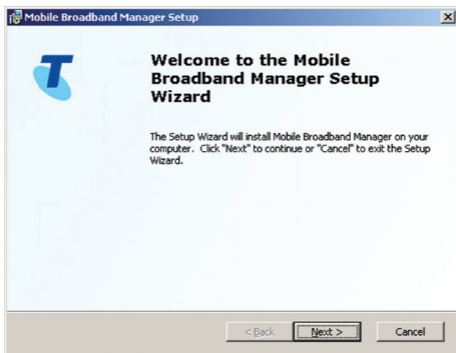 Mobile Broadband Manager Setup
T
Welcome to the Mobile
Broadband Manager Setup
Wizard
The Setup Wizard will install Mobile Broadband Manager on your
computer. Click "Next" to continue or "Cancel" to exit the Setup
Wizard.
< Back
Next >
Cancel